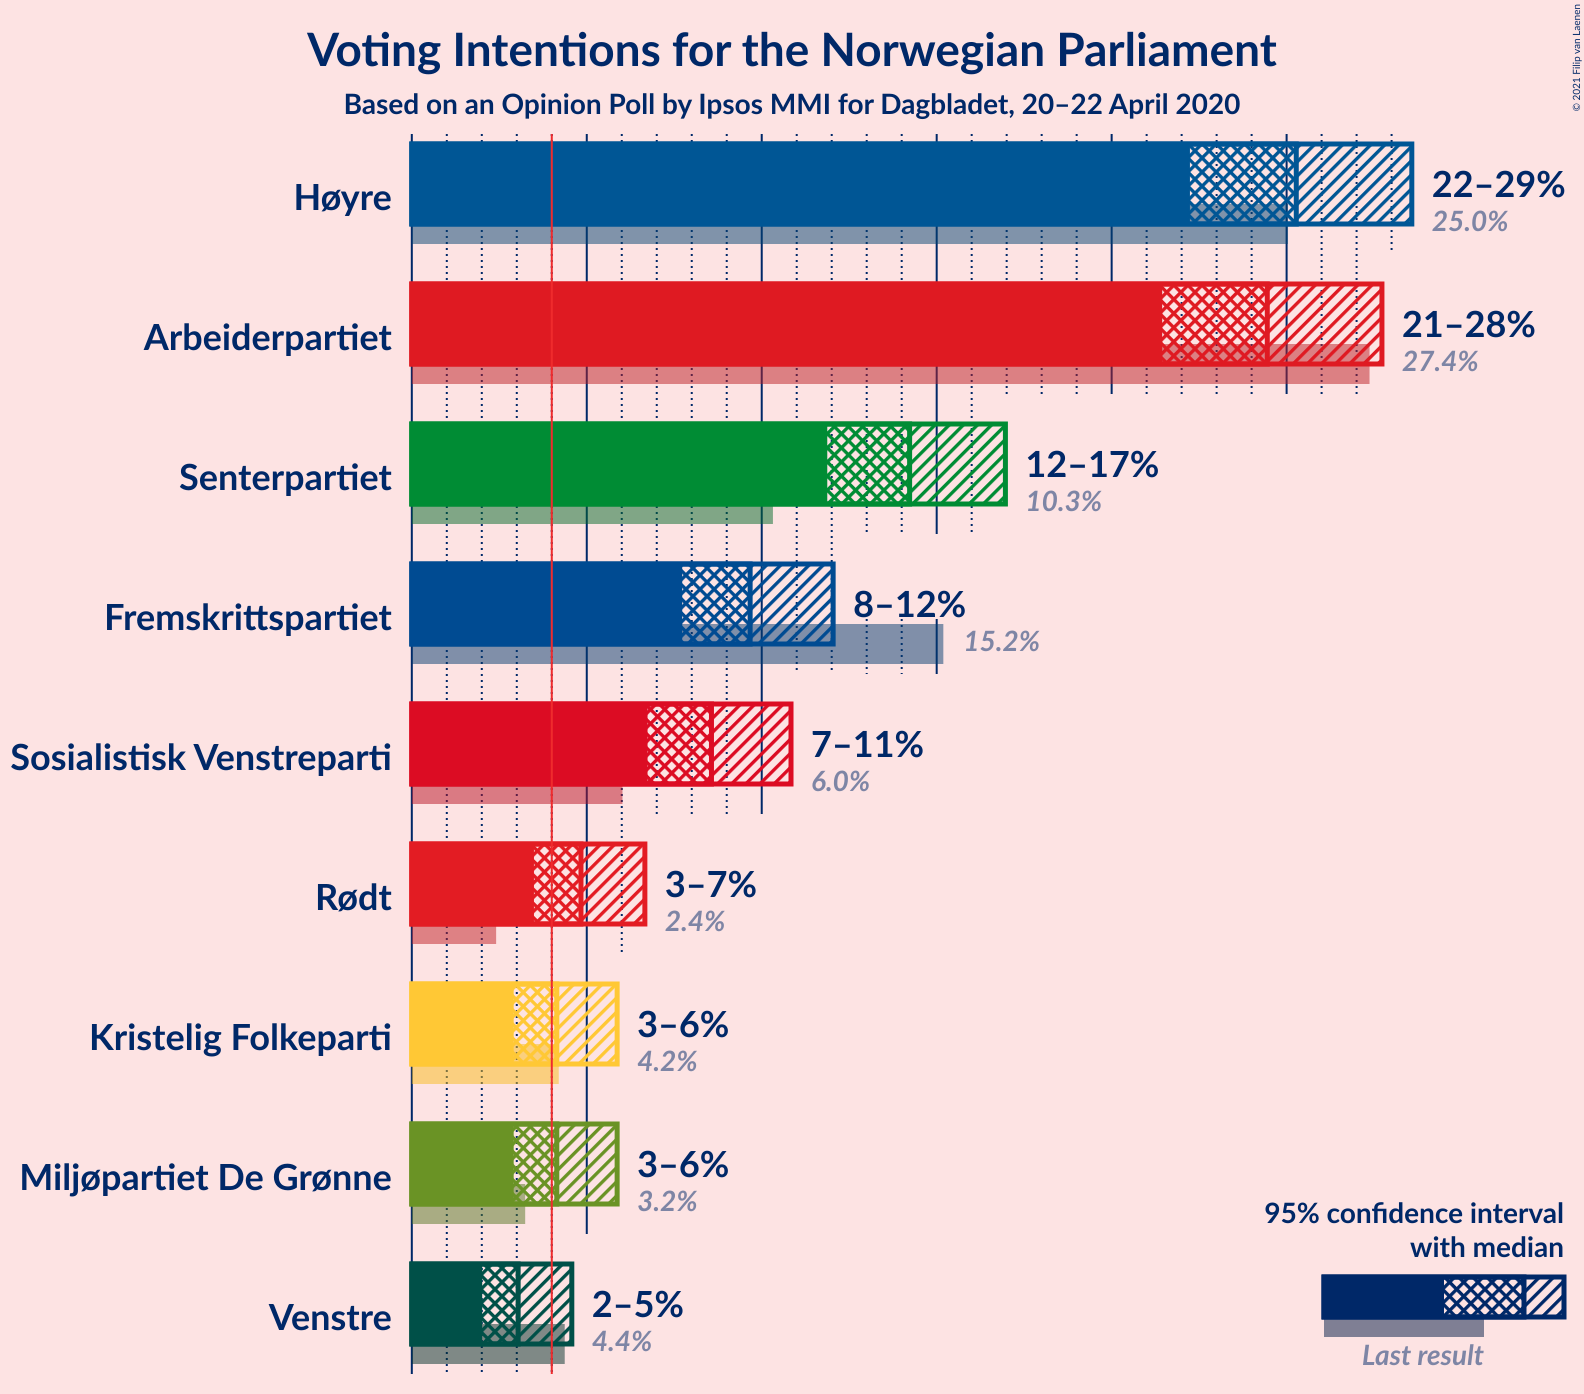 Voting Intentions for the Norwegian Parliament
Based on an Opinion Poll by Ipsos MMI for Dagbladet, 20–22 April 2020
© 2021 Filip van Laenen
Høyre
22–29%
25.0%
Arbeiderpartiet
21–28%
27.4%
Senterpartiet
12–17%
10.3%
Fremskrittspartiet
8–12%
15.2%
Sosialistisk Venstreparti
7–11%
6.0%
Rødt
3–7%
2.4%
Kristelig Folkeparti
3–6%
4.2%
Miljøpartiet De Grønne
3–6%
3.2%
Venstre
2–5%
4.4%
95% confidence interval
with median
Last result